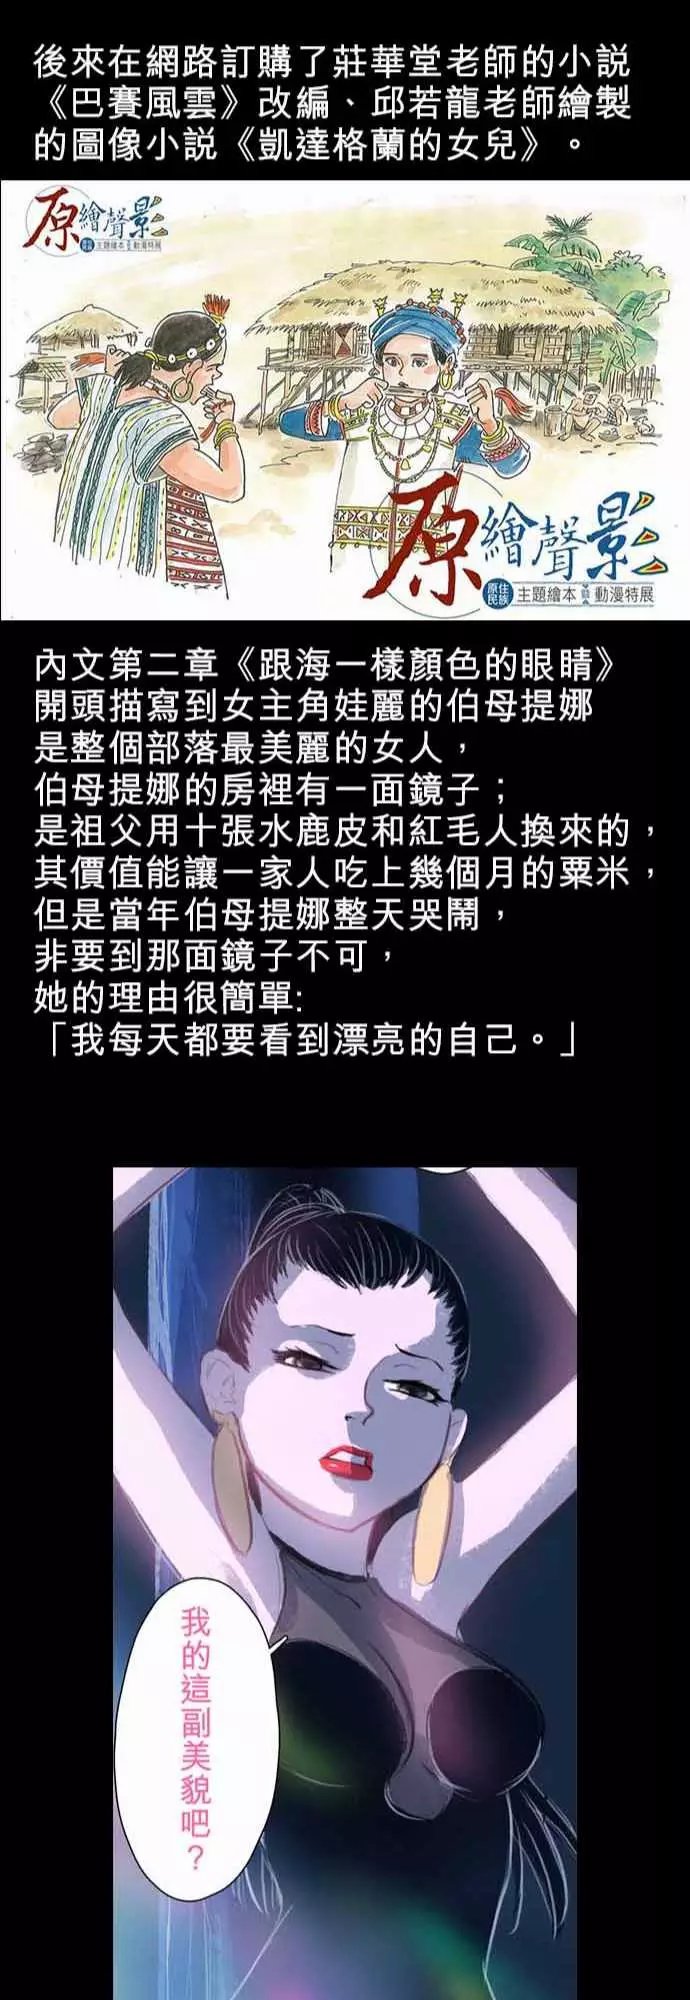 後來在網路訂購了莊華堂老師的小説
《巴賽風雲》改編、邱若龍老師繪製
的圖像小説《凱達格蘭的女兒》。
原繪聲影
主題繪本 動漫特展
原繪聲影
原住民族 主題繪本 動漫特展
內文第二章《跟海一樣顏色的眼睛》
開頭描寫到女主角娃麗的伯母提娜
是整個部落最美麗的女人，
伯母提娜的房裡有一面鏡子；
是祖父用十張水鹿皮和紅毛人換來的，
其價值能讓一家人吃上幾個月的粟米，
但是當年伯母提娜整天哭鬧，
非要到那面鏡子不可，
她的理由很簡單:
「我每天都要看到漂亮的自己。」
我的這副美貌吧？